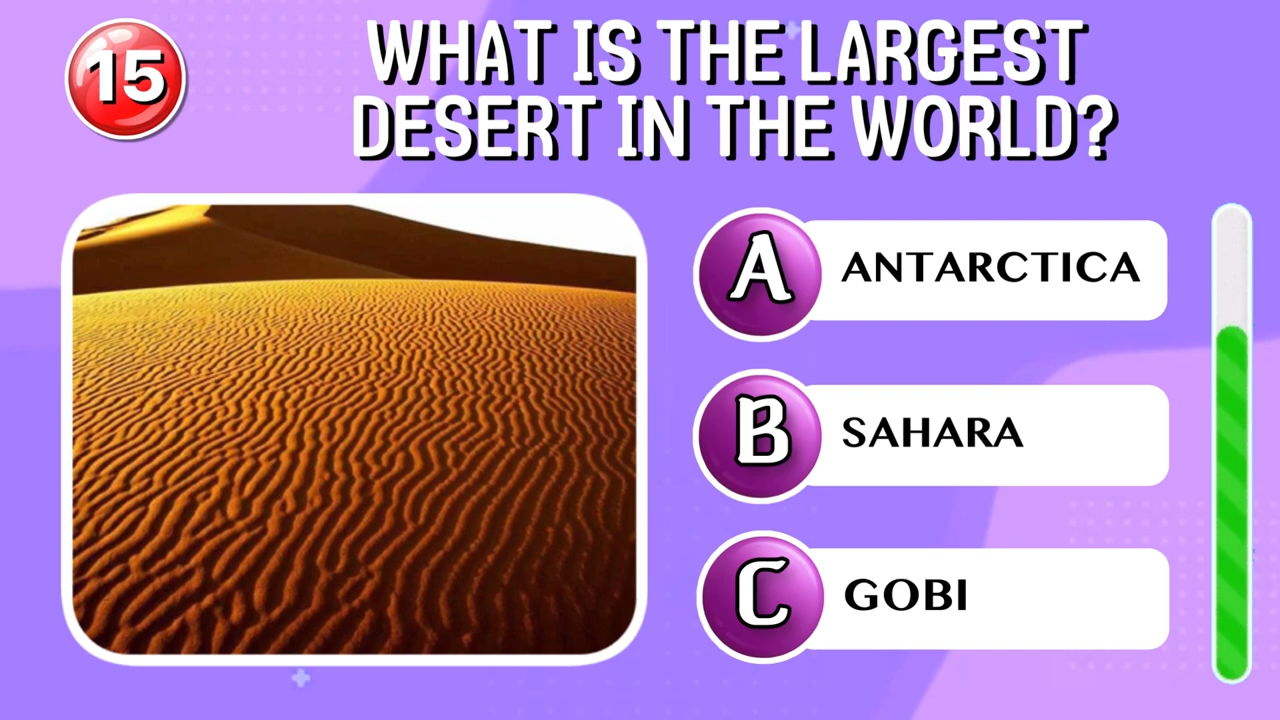 15
WHAT IS THE LARGEST
DESERT IN THE WORLD?
A ANTARCTICA
B SAHARA
C GOBI